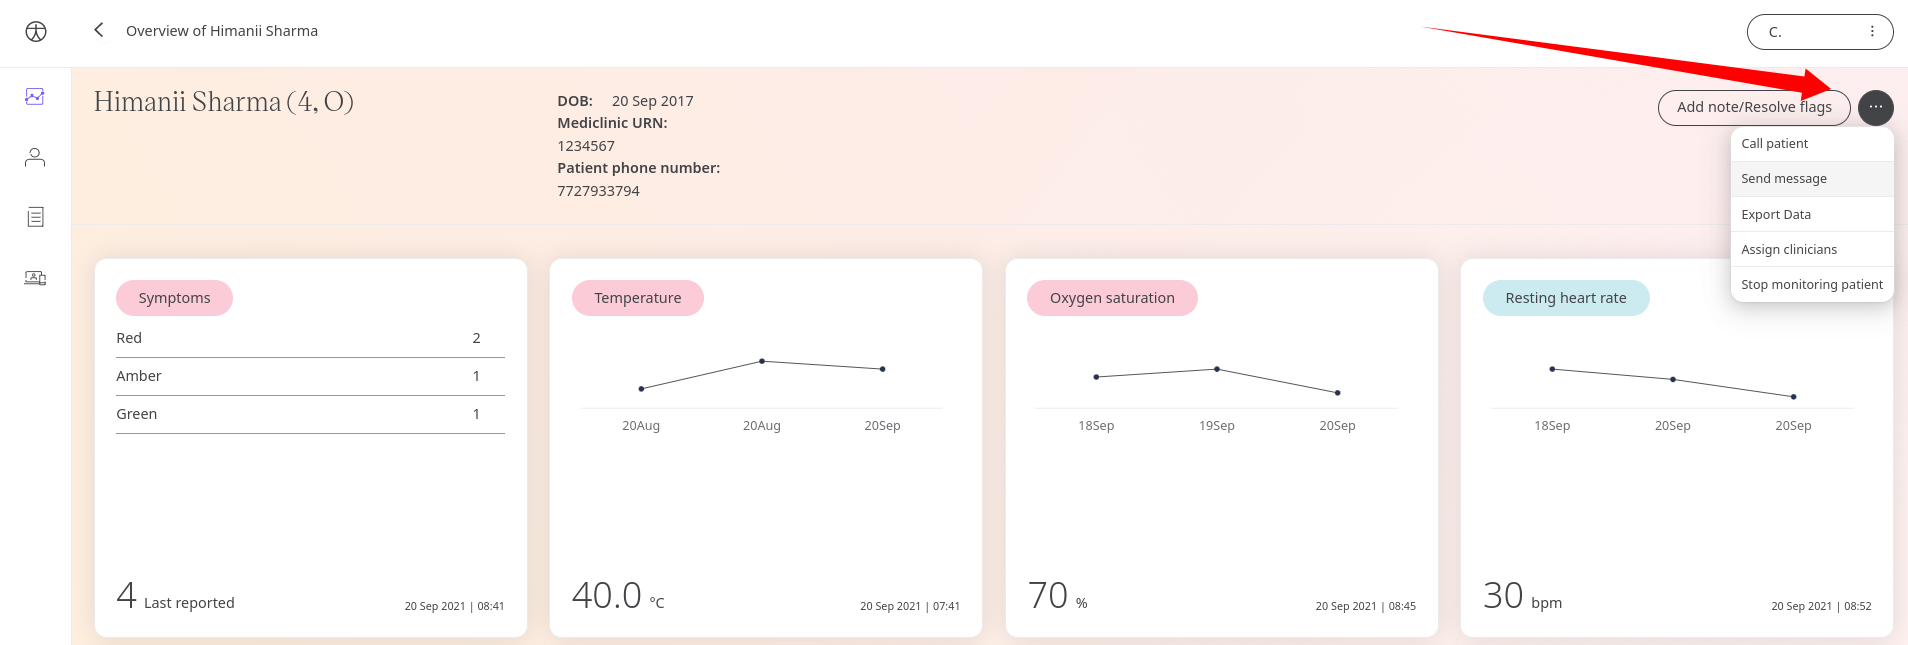 Overview of Himanii Sharma
C.
Himanii Sharma (4, O)
DOB: 20 Sep 2017
Mediclinic URN:
1234567
Patient phone number:
7727933794
Add note/Resolve flags
Call patient
Send message
Export Data
Assign clinicians
Stop monitoring patient
Symptoms
Red 2
Amber 1
Green 1
4 Last reported 20 Sep 2021 | 08:41
Temperature
20Aug 20Aug 20Sep
40.0 °C 20 Sep 2021 | 07:41
Oxygen saturation
18Sep 19Sep 20Sep
70 % 20 Sep 2021 | 08:45
Resting heart rate
18Sep 20Sep 20Sep
30 bpm 20 Sep 2021 | 08:52